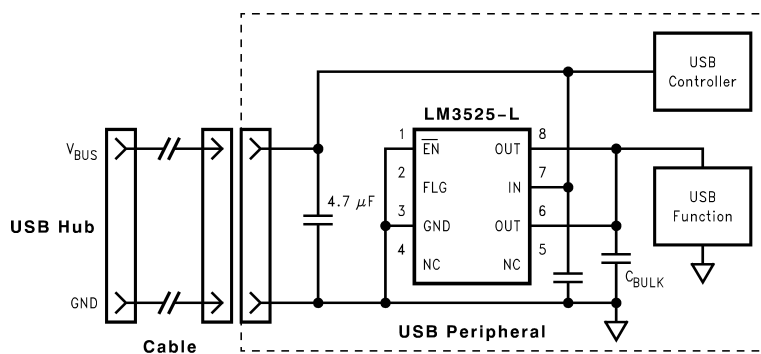 USB
Controller
LM3525-L
1
EN
OUT
8
V_BUS
2
FLG
IN
7
4.7 μF
3
GND
OUT
6
USB
Function
USB Hub
4
NC
NC
5
C_BULK
GND
Cable
USB Peripheral